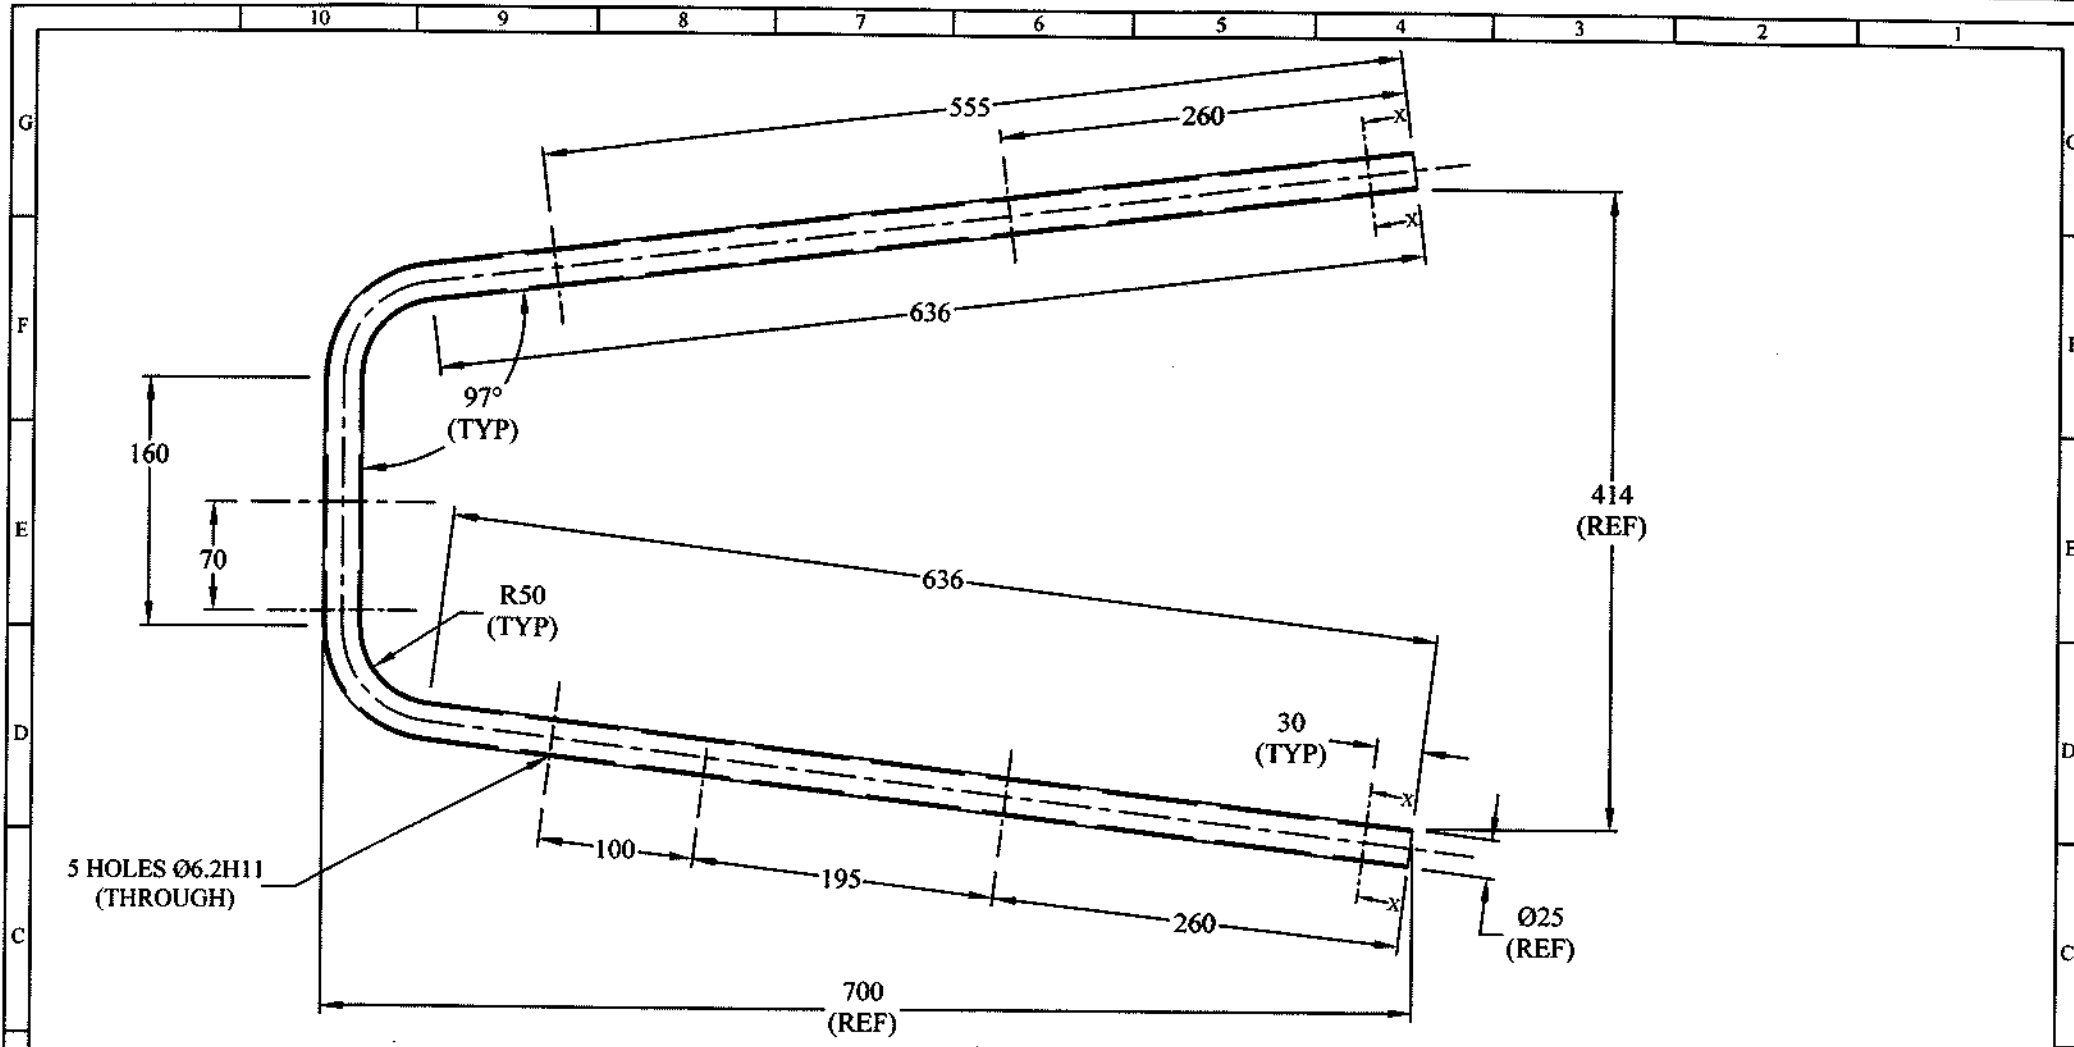 10 9 8 7 6 5 4 3 2 1
G
F
E
D
C
555
260
x
x
636
97°
(TYP)
160
70
R50
(TYP)
636
414
(REF)
30
(TYP)
x
x
100
195
260
5 HOLES Ø6.2H11
(THROUGH)
Ø25
(REF)
700
(REF)
E
D
C